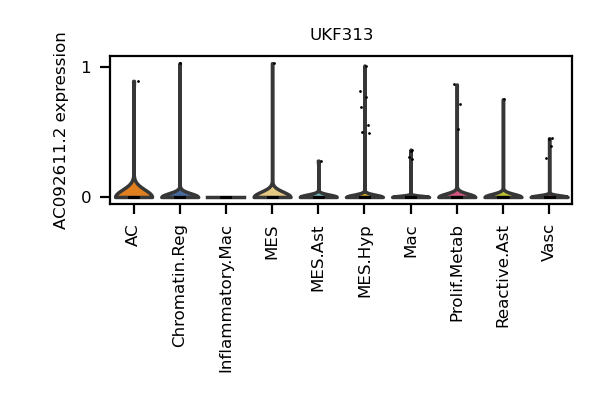 UKF313
AC092611.2 expression
1
0
AC
Chromatin.Reg
Inflammatory.Mac
MES
MES.Ast
MES.Hyp
Mac
Prolif.Metab
Reactive.Ast
Vasc